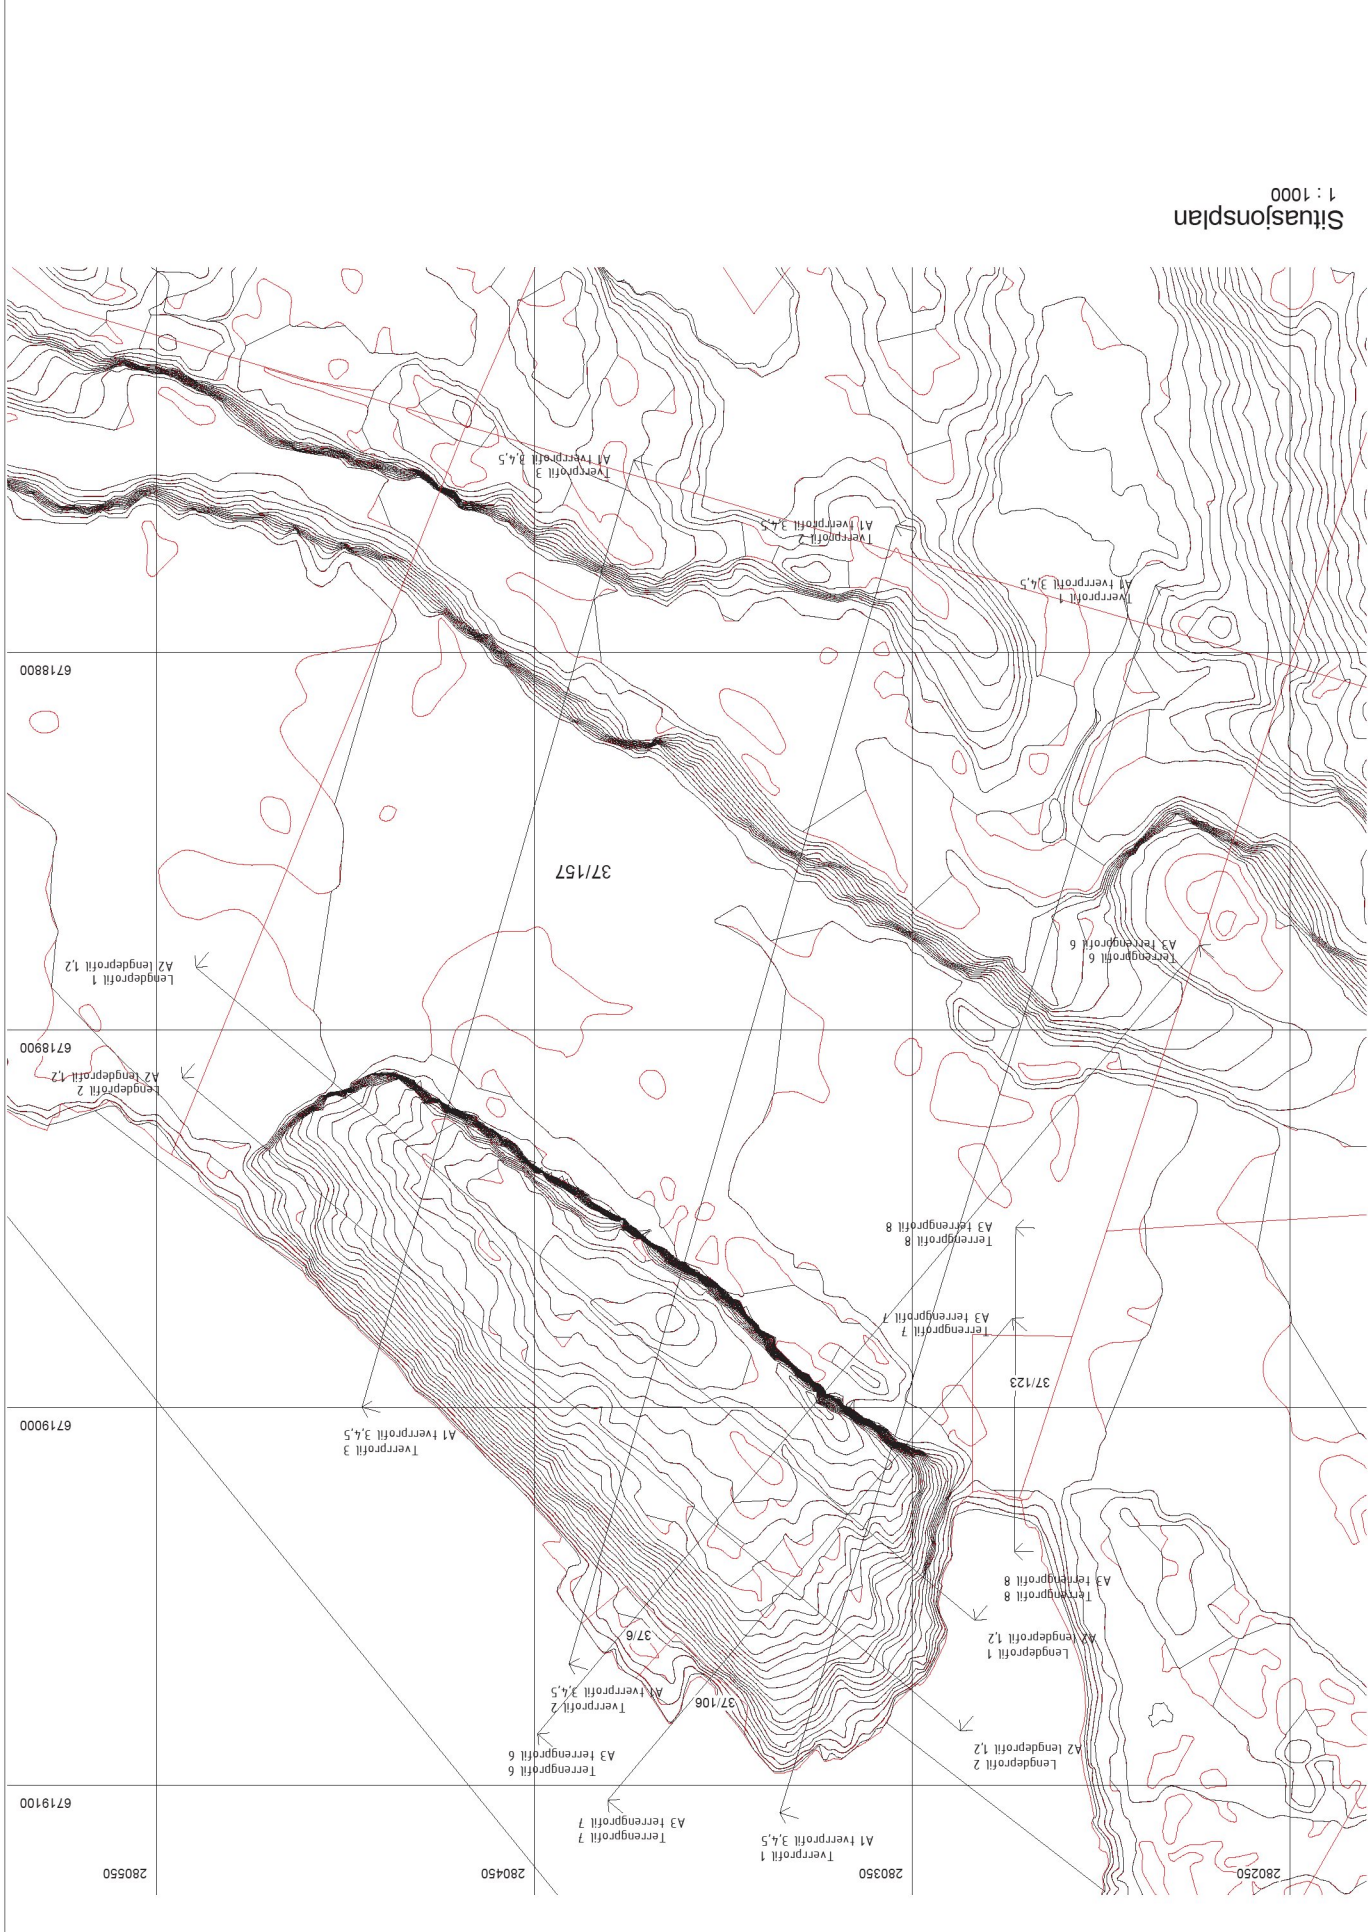 280250
280350
280450
280550
Tverrprofil 1
A1 tverrprofil 3,4,5
Terrengprofil 7
A3 terrengprofil 7
6719100
Terrengprofil 6
A3 terrengprofil 6
Lengdeprofil 2
A2 lengdeprofil 1,2
37/106
Tverrprofil 2
A1 tverrprofil 3,4,5
Lengdeprofil 1
A2 lengdeprofil 1,2
37/6
Terrengprofil 8
A3 terrengprofil 8
Tverrprofil 3
A1 tverrprofil 3,4,5
6719000
37/123
Terrengprofil 7
A3 terrengprofil 7
Terrengprofil 8
A3 terrengprofil 8
Lengdeprofil 2
A2 lengdeprofil 1,2
6718900
Lengdeprofil 1
A2 lengdeprofil 1,2
Terrengprofil 6
A3 terrengprofil 6
37/157
6718800
Tverrprofil 1
A1 tverrprofil 3,4,5
Tverrprofil 2
A1 tverrprofil 3,4,5
Tverrprofil 3
A1 tverrprofil 3,4,5
Situasjonsplan
1 : 1000